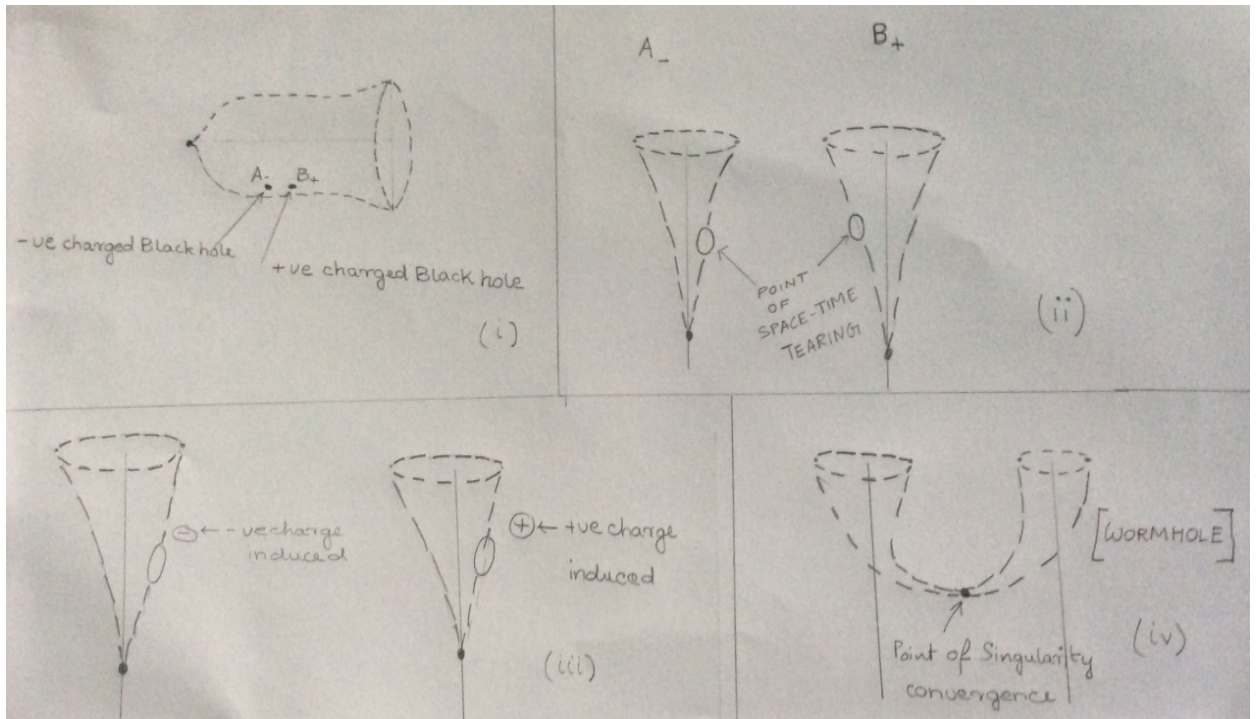 A- B+
-ve charged Black hole
+ve charged Black hole
(i)
A- B+
POINT
OF
SPACE-TIME
TEARING
(ii)
⊖ ← -ve charge
induced
⊕ ← +ve charge
induced
(iii)
[WORMHOLE]
Point of Singularity
convergence
(iv)